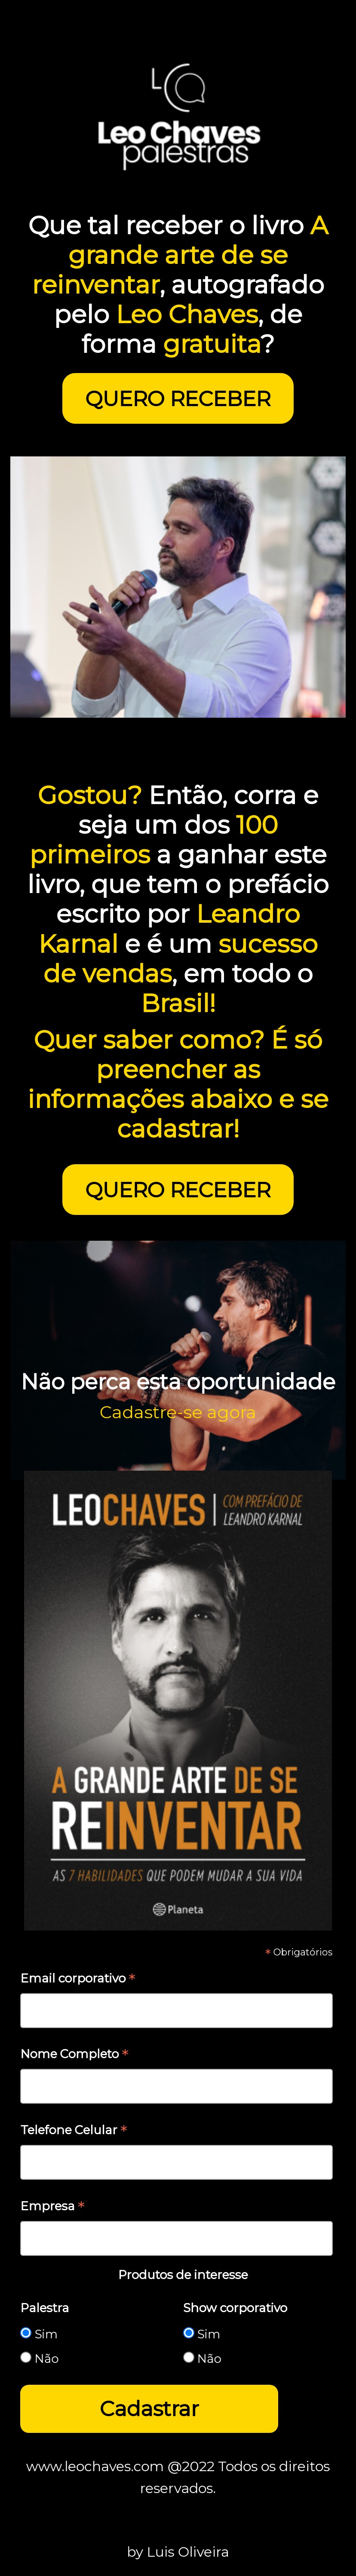 Leo Chaves
palestras
Que tal receber o livro A
grande arte de se
reinventar, autografado
pelo Leo Chaves, de
forma gratuita?
QUERO RECEBER
Gostou? Então, corra e
seja um dos 100
primeiros a ganhar este
livro, que tem o prefácio
escrito por Leandro
Karnal e é um sucesso
de vendas, em todo o
Brasil!
Quer saber como? É só
preencher as
informações abaixo e se
cadastrar!
QUERO RECEBER
Não perca esta oportunidade
Cadastre-se agora
LEOCHAVES | COM PREFÁCIO DE
LEANDRO KARNAL
A GRANDE ARTE DE SE
REINVENTAR
AS 7 HABILIDADES QUE PODEM MUDAR A SUA VIDA
Planeta
* Obrigatórios
Email corporativo *
Nome Completo *
Telefone Celular *
Empresa *
Produtos de interesse
Palestra
Sim
Não
Show corporativo
Sim
Não
Cadastrar
www.leochaves.com @2022 Todos os direitos
reservados.
by Luis Oliveira